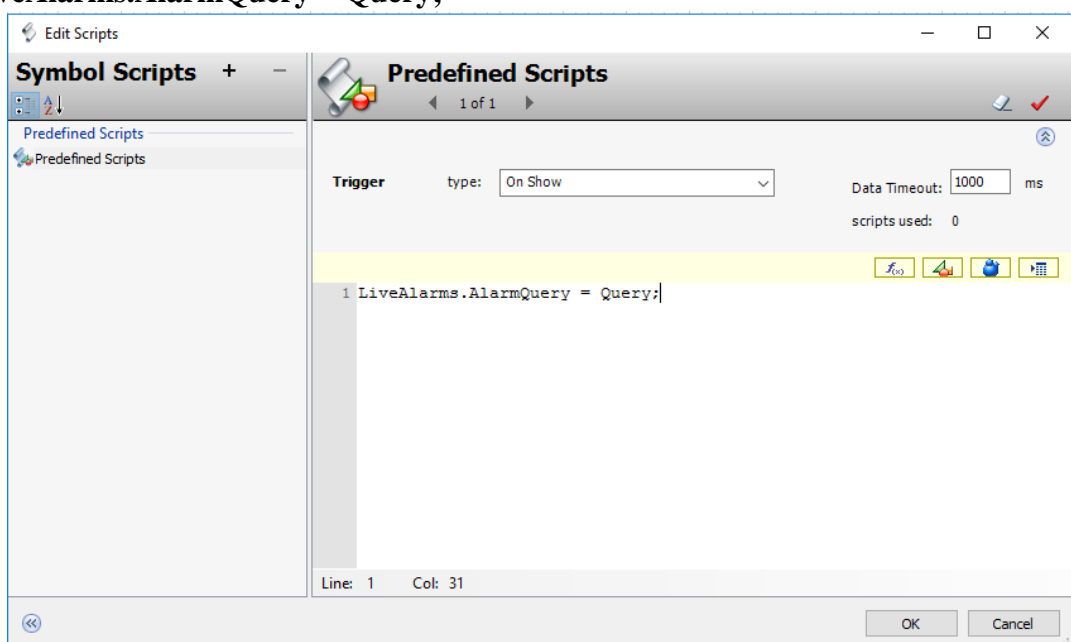 Edit Scripts
Symbol Scripts + −
Predefined Scripts
Predefined Scripts
Predefined Scripts
1 of 1
Trigger type: On Show
Data Timeout: 1000 ms
scripts used: 0
f(x)
1 LiveAlarms.AlarmQuery = Query;
Line: 1 Col: 31
OK Cancel